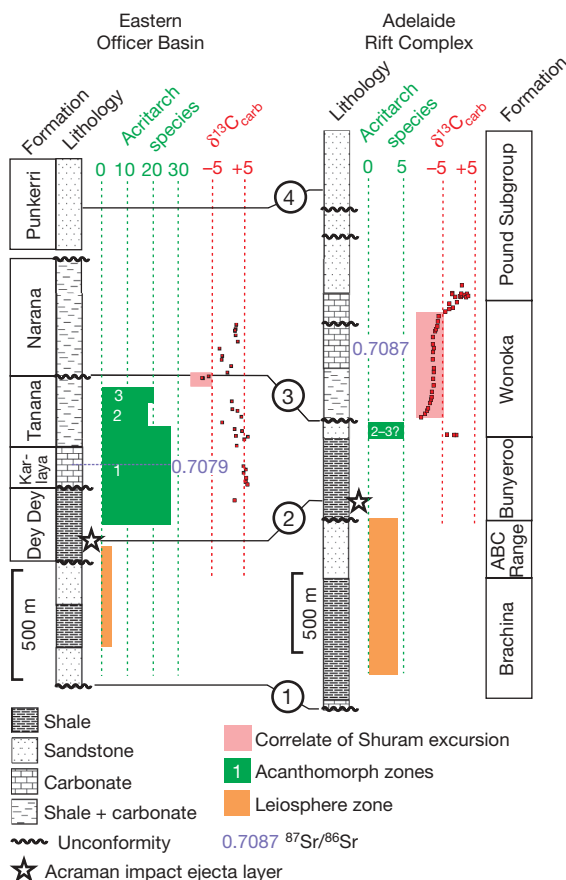 Eastern
Officer Basin
Adelaide
Rift Complex
Formation
Lithology
Acritarch
species
δ13Ccarb
Lithology
Acritarch
species
δ13Ccarb
Formation
0 10 20 30 −5 +5
0 5 −5 +5
Punkerri
Narana
Tanana
Kar-
laya
Dey Dey
3
2
1
0.7079
500 m
4
3
2
1
0.7087
2–3?
500 m
Pound Subgroup
Wonoka
Bunyeroo
ABC
Range
Brachina
Shale
Sandstone
Carbonate
Shale + carbonate
Unconformity
Acraman impact ejecta layer
Correlate of Shuram excursion
1 Acanthomorph zones
Leiosphere zone
0.7087 87Sr/86Sr